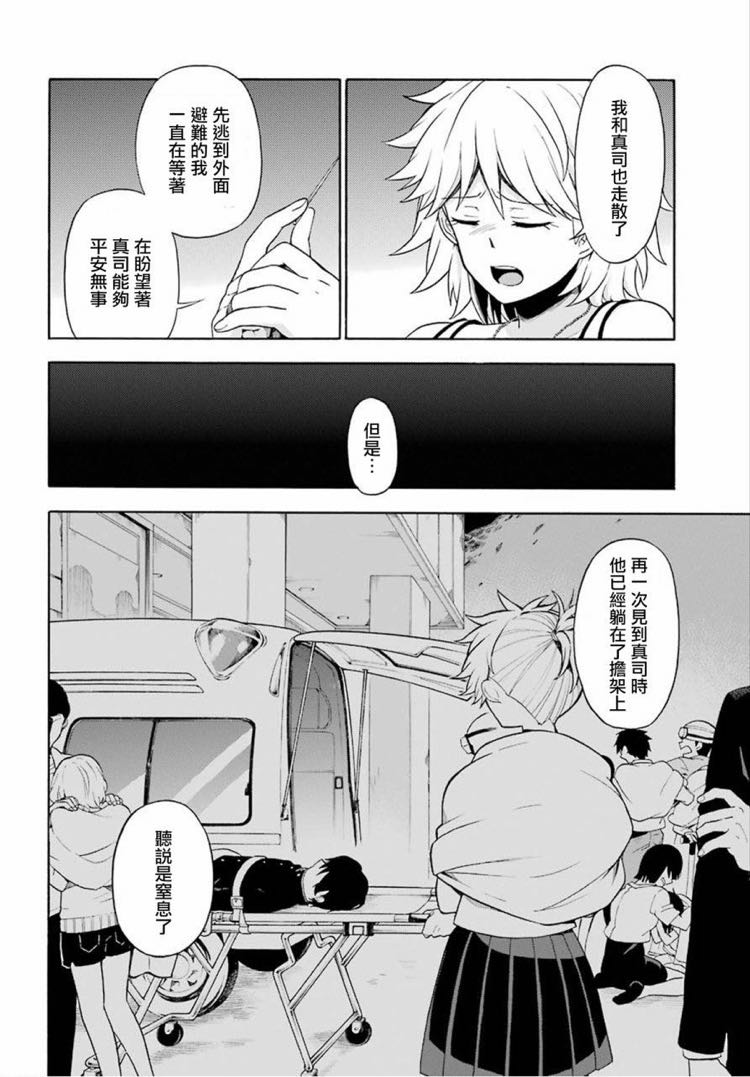 我和真司也走散了
先逃到外面
避難的我
一直在等著
在盼望著
真司能夠
平安無事
但是…
再一次見到真司時
他已經躺在了擔架上
聽説是窒息了